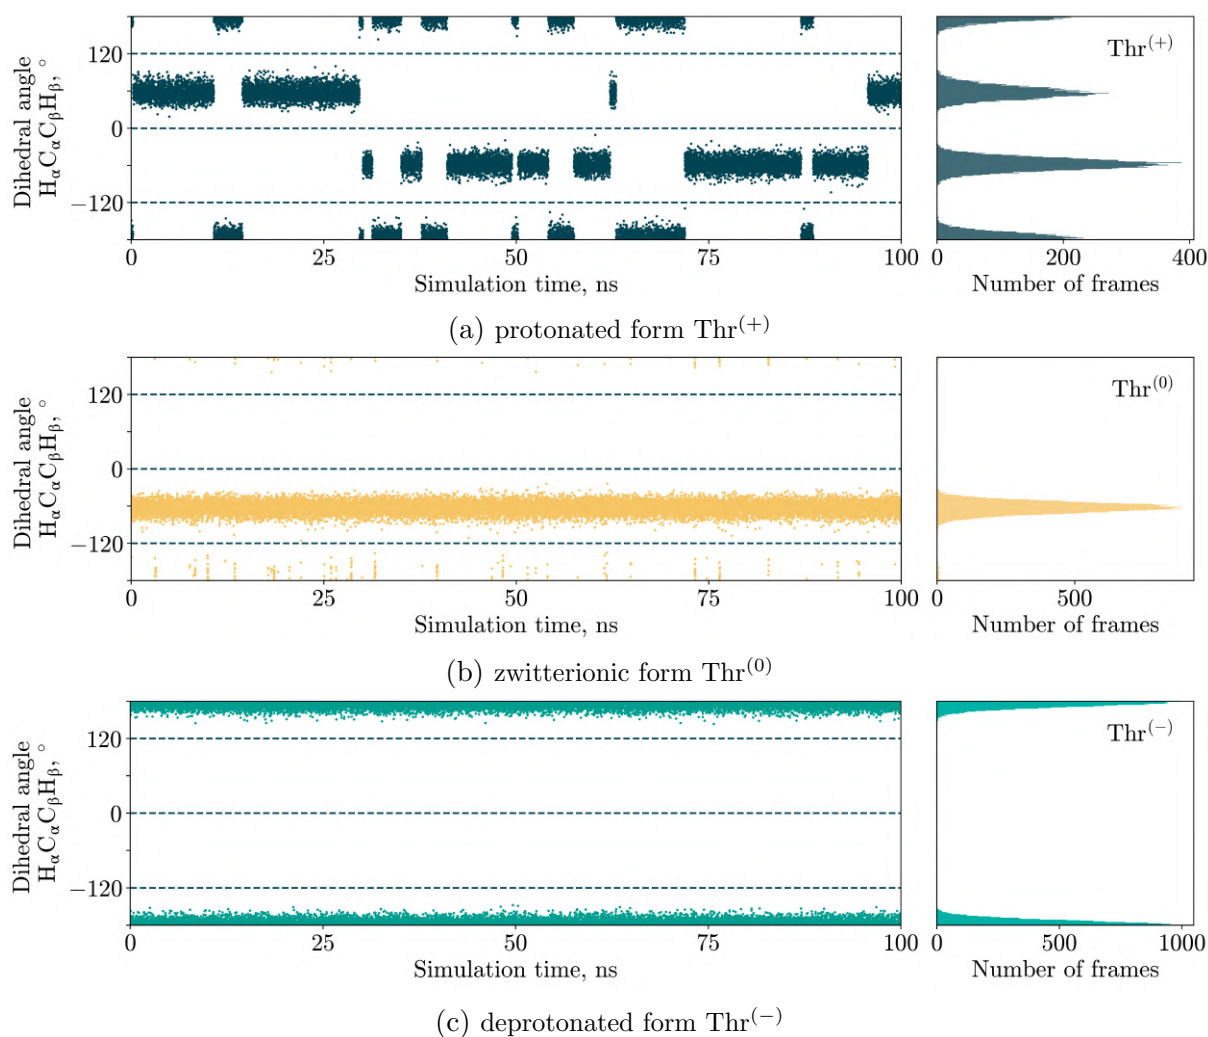 Dihedral angle
HαCαCβHβ, °
120
0
−120
0 25 50 75 100
Simulation time, ns
Thr(+)
0 200 400
Number of frames
(a) protonated form Thr(+)
Dihedral angle
HαCαCβHβ, °
120
0
−120
0 25 50 75 100
Simulation time, ns
Thr(0)
0 500
Number of frames
(b) zwitterionic form Thr(0)
Dihedral angle
HαCαCβHβ, °
120
0
−120
0 25 50 75 100
Simulation time, ns
Thr(−)
0 500 1000
Number of frames
(c) deprotonated form Thr(−)